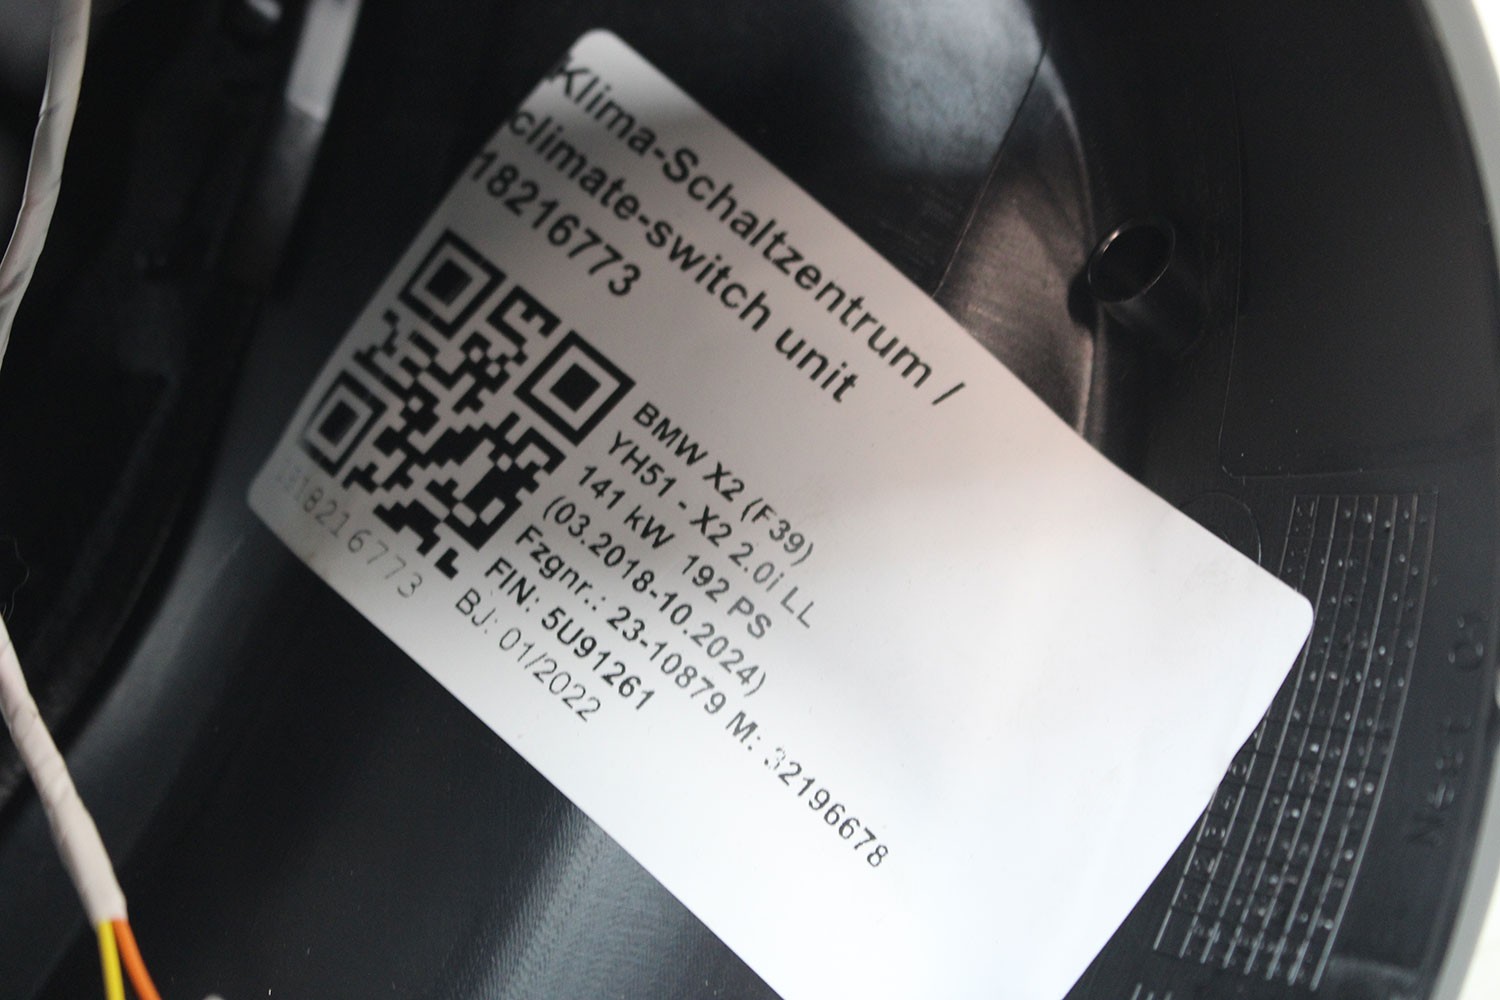 Klima-Schaltzentrum /
climate-switch unit
18216773
BMW X2 (F39)
YH51 - X2 2.0i LL
141 kW 192 PS
(03.2018-10.2024)
Fzgnr.: 23-10879 M: 32196678
FIN: 5U91261
BJ: 01/2022
18216773
Nest